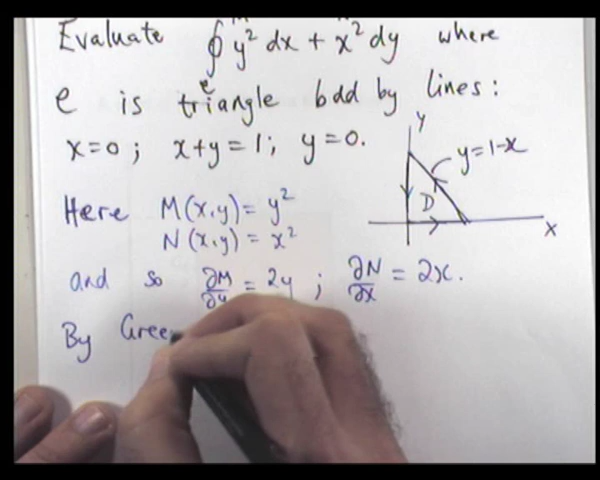 Evaluate ∮ y² dx + x² dy where
C is triangle bdd by lines:
x=0; x+y=1; y=0.
y
y=1-x
D
x
Here M(x,y)= y²
N(x,y) = x²
and so ∂M/∂y = 2y ; ∂N/∂x = 2x.
By Gree